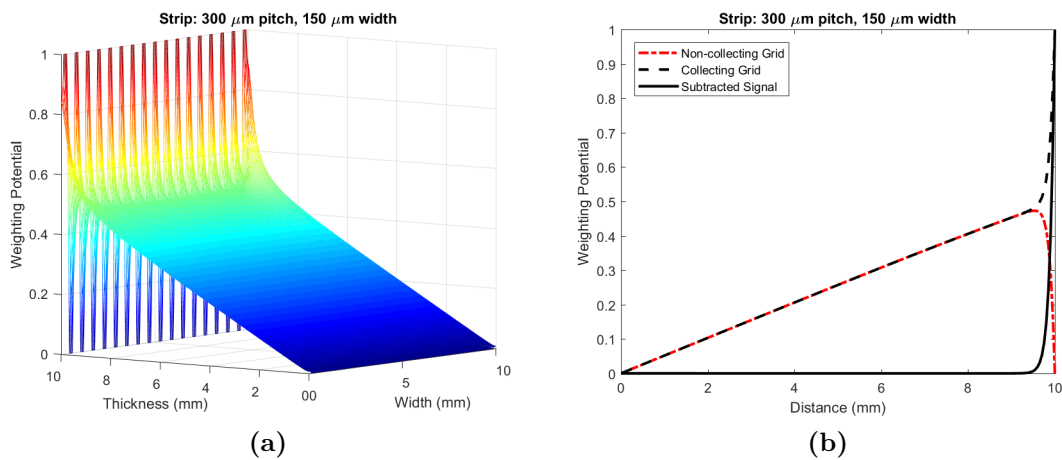 Strip: 300 μm pitch, 150 μm width
Weighting Potential
1
0.8
0.6
0.4
0.2
0
10
8
6
4
2
00
5
10
Thickness (mm)
Width (mm)
(a)
Strip: 300 μm pitch, 150 μm width
Non-collecting Grid
Collecting Grid
Subtracted Signal
Weighting Potential
1
0.9
0.8
0.7
0.6
0.5
0.4
0.3
0.2
0.1
0
0
2
4
6
8
10
Distance (mm)
(b)